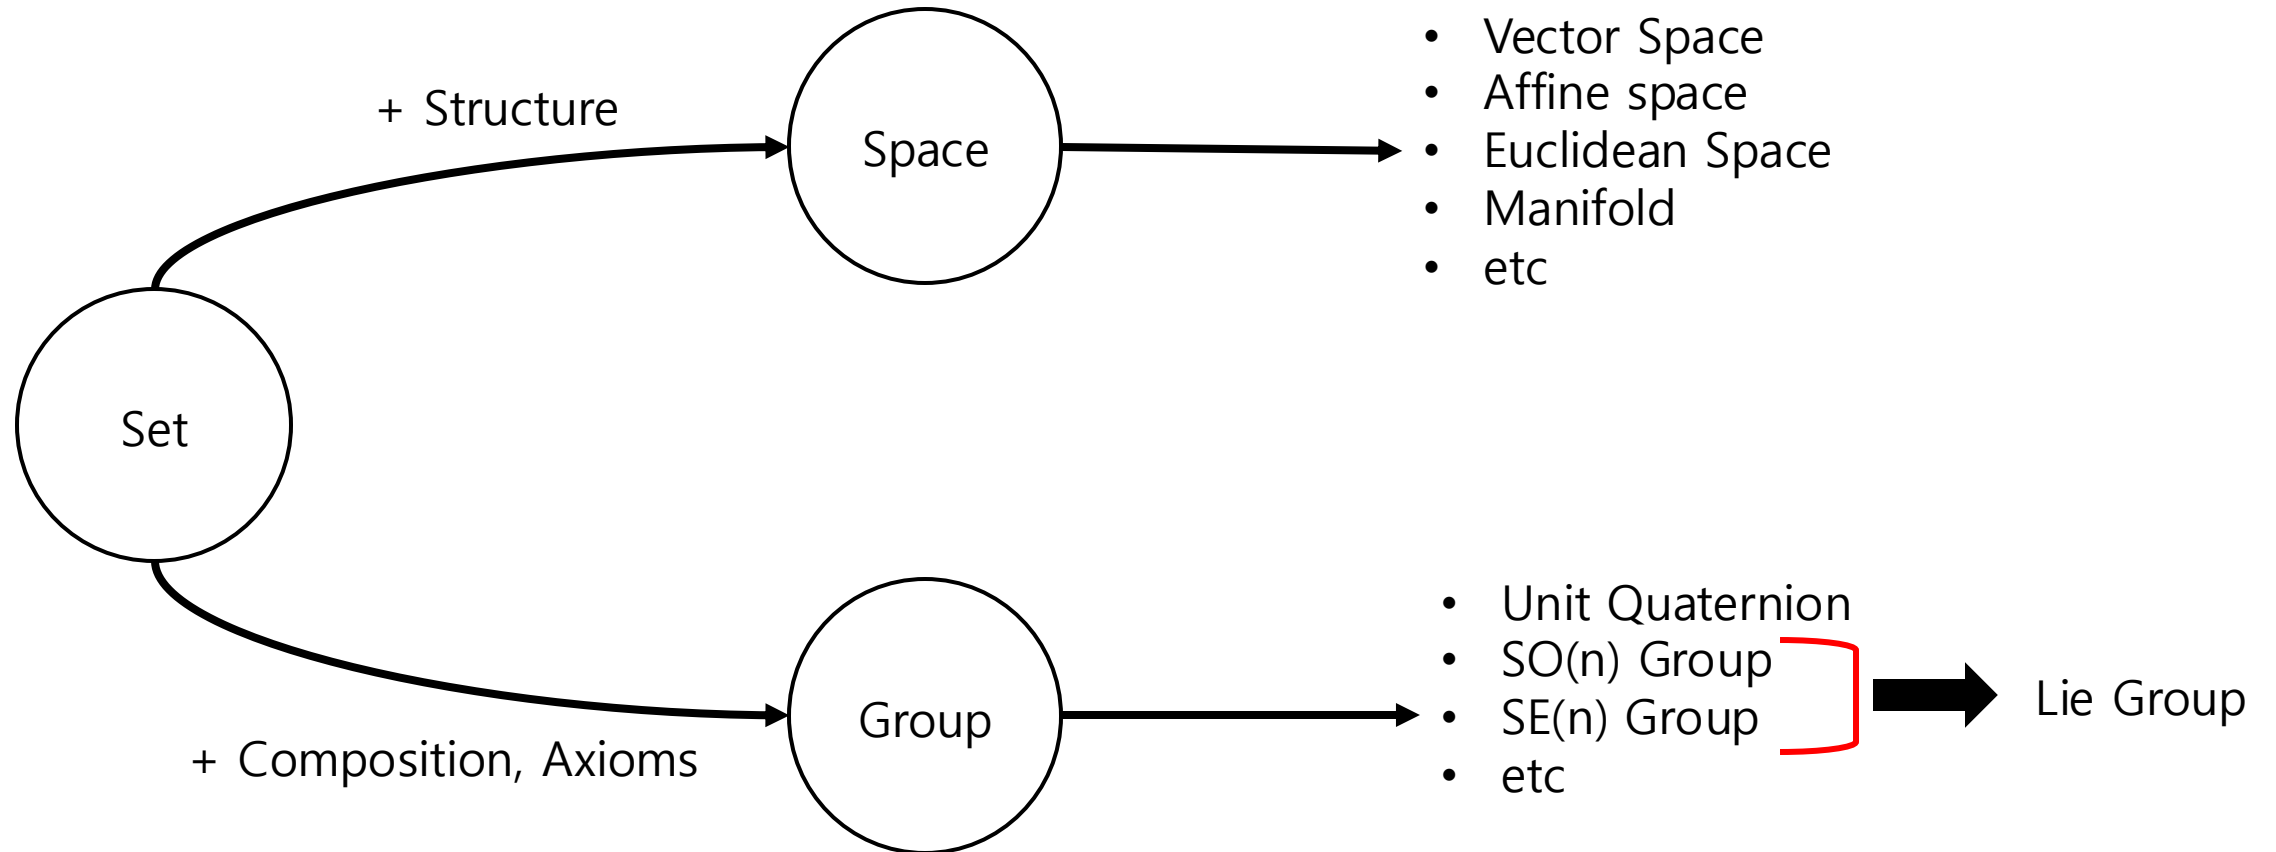 + Structure
Space
• Vector Space
• Affine space
• Euclidean Space
• Manifold
• etc
Set
+ Composition, Axioms
Group
• Unit Quaternion
• SO(n) Group
• SE(n) Group
• etc
Lie Group